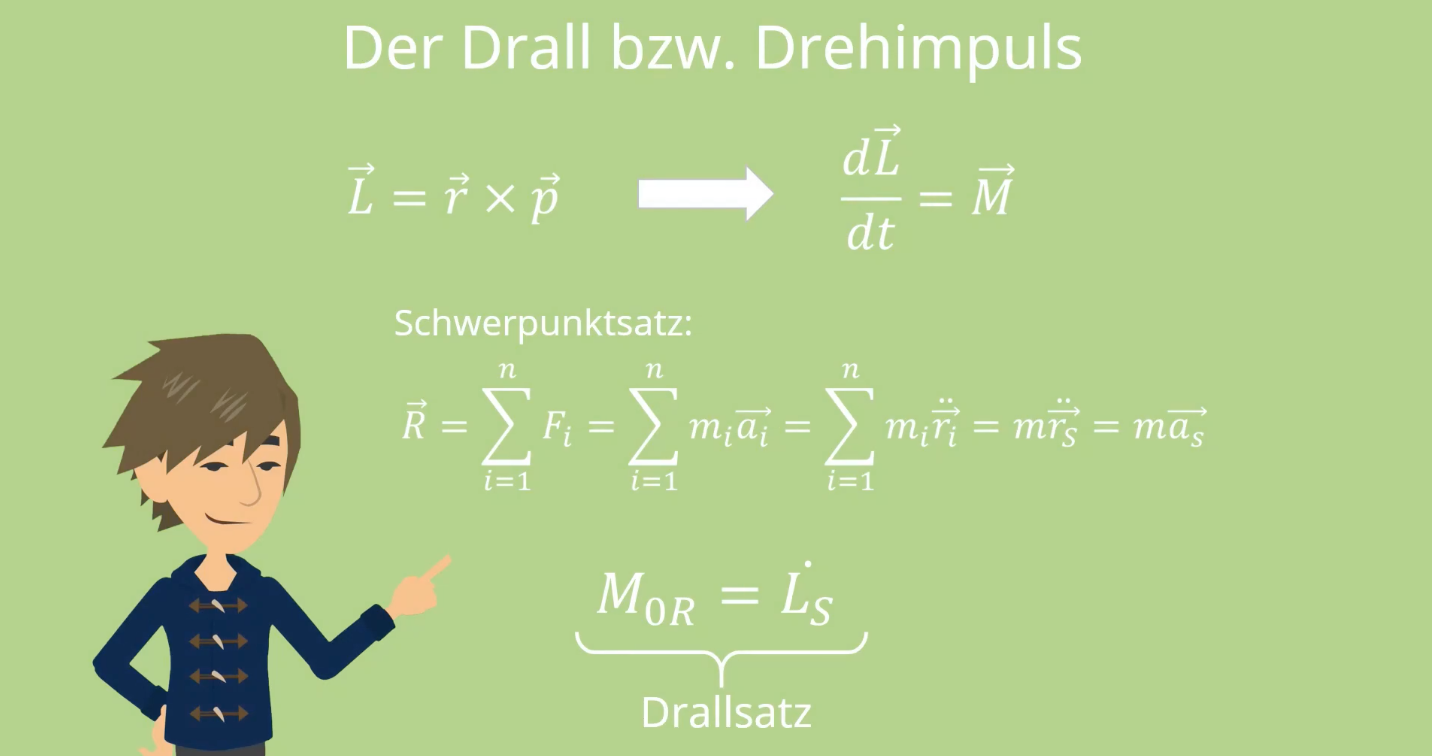 Der Drall bzw. Drehimpuls
$\vec{L} = \vec{r} \times \vec{p}$ ➡ $\frac{d\vec{L}}{dt} = \vec{M}$
Schwerpunktsatz:
$\vec{R} = \sum_{i=1}^{n} F_i = \sum_{i=1}^{n} m_i \vec{a_i} = \sum_{i=1}^{n} m_i \ddot{\vec{r_i}} = m \ddot{\vec{r_S}} = m \vec{a_s}$
$M_{0R} = \dot{L_S}$
Drallsatz